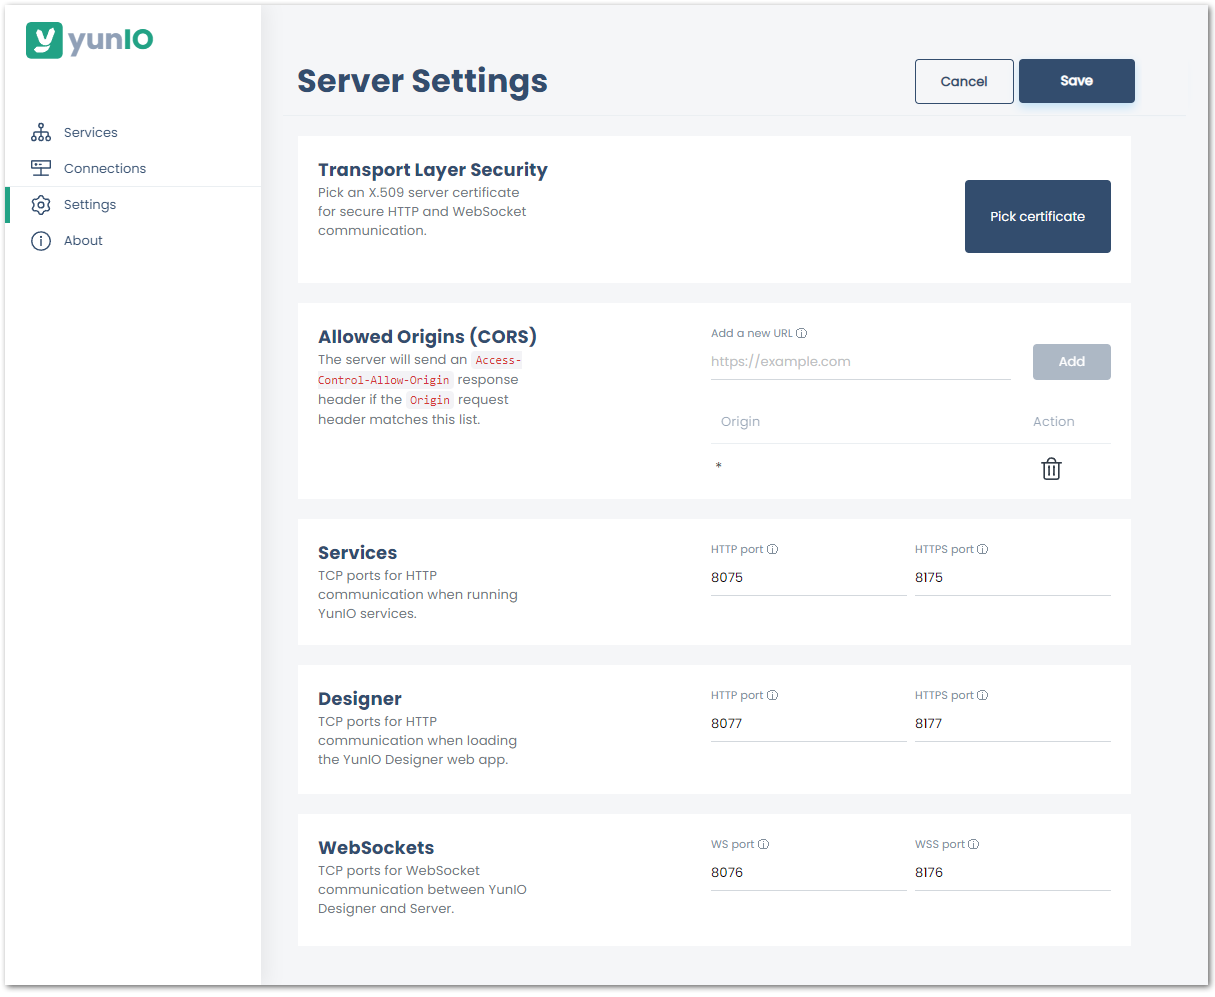 yunIO
Services
Connections
Settings
About
Server Settings
Cancel
Save
Transport Layer Security
Pick an X.509 server certificate
for secure HTTP and WebSocket
communication.
Pick certificate
Allowed Origins (CORS)
The server will send an Access-
Control-Allow-Origin response
header if the Origin request
header matches this list.
Add a new URL
https://example.com
Add
Origin Action
*
Services
TCP ports for HTTP
communication when running
YunIO services.
HTTP port HTTPS port
8075 8175
Designer
TCP ports for HTTP
communication when loading
the YunIO Designer web app.
HTTP port HTTPS port
8077 8177
WebSockets
TCP ports for WebSocket
communication between YunIO
Designer and Server.
WS port WSS port
8076 8176